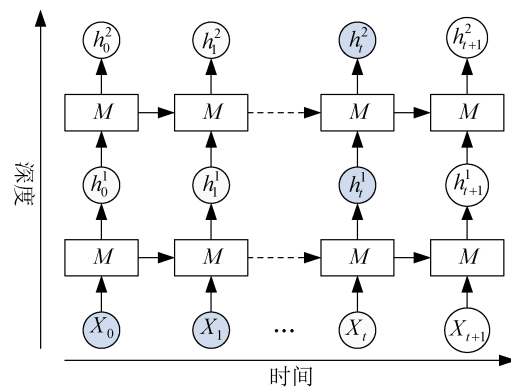 h_0^2 h_1^2 h_t^2 h_{t+1}^2
M M M M
深度
h_0^1 h_1^1 h_t^1 h_{t+1}^1
M M M M
X_0 X_1 ... X_t X_{t+1}
时间